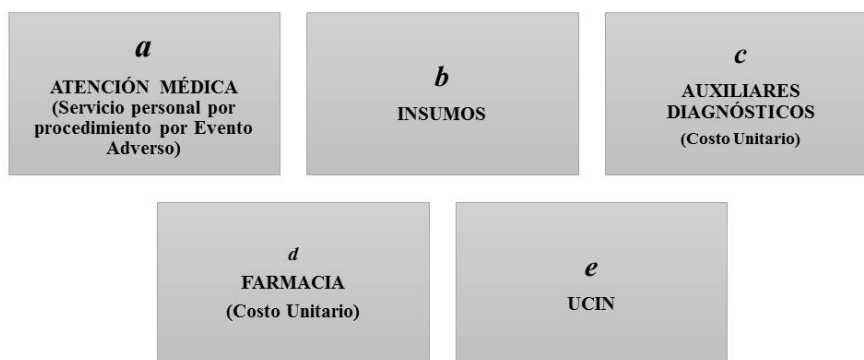 a
ATENCIÓN MÉDICA
(Servicio personal por
procedimiento por Evento
Adverso)
b
INSUMOS
c
AUXILIARES
DIAGNÓSTICOS
(Costo Unitario)
d
FARMACIA
(Costo Unitario)
e
UCIN